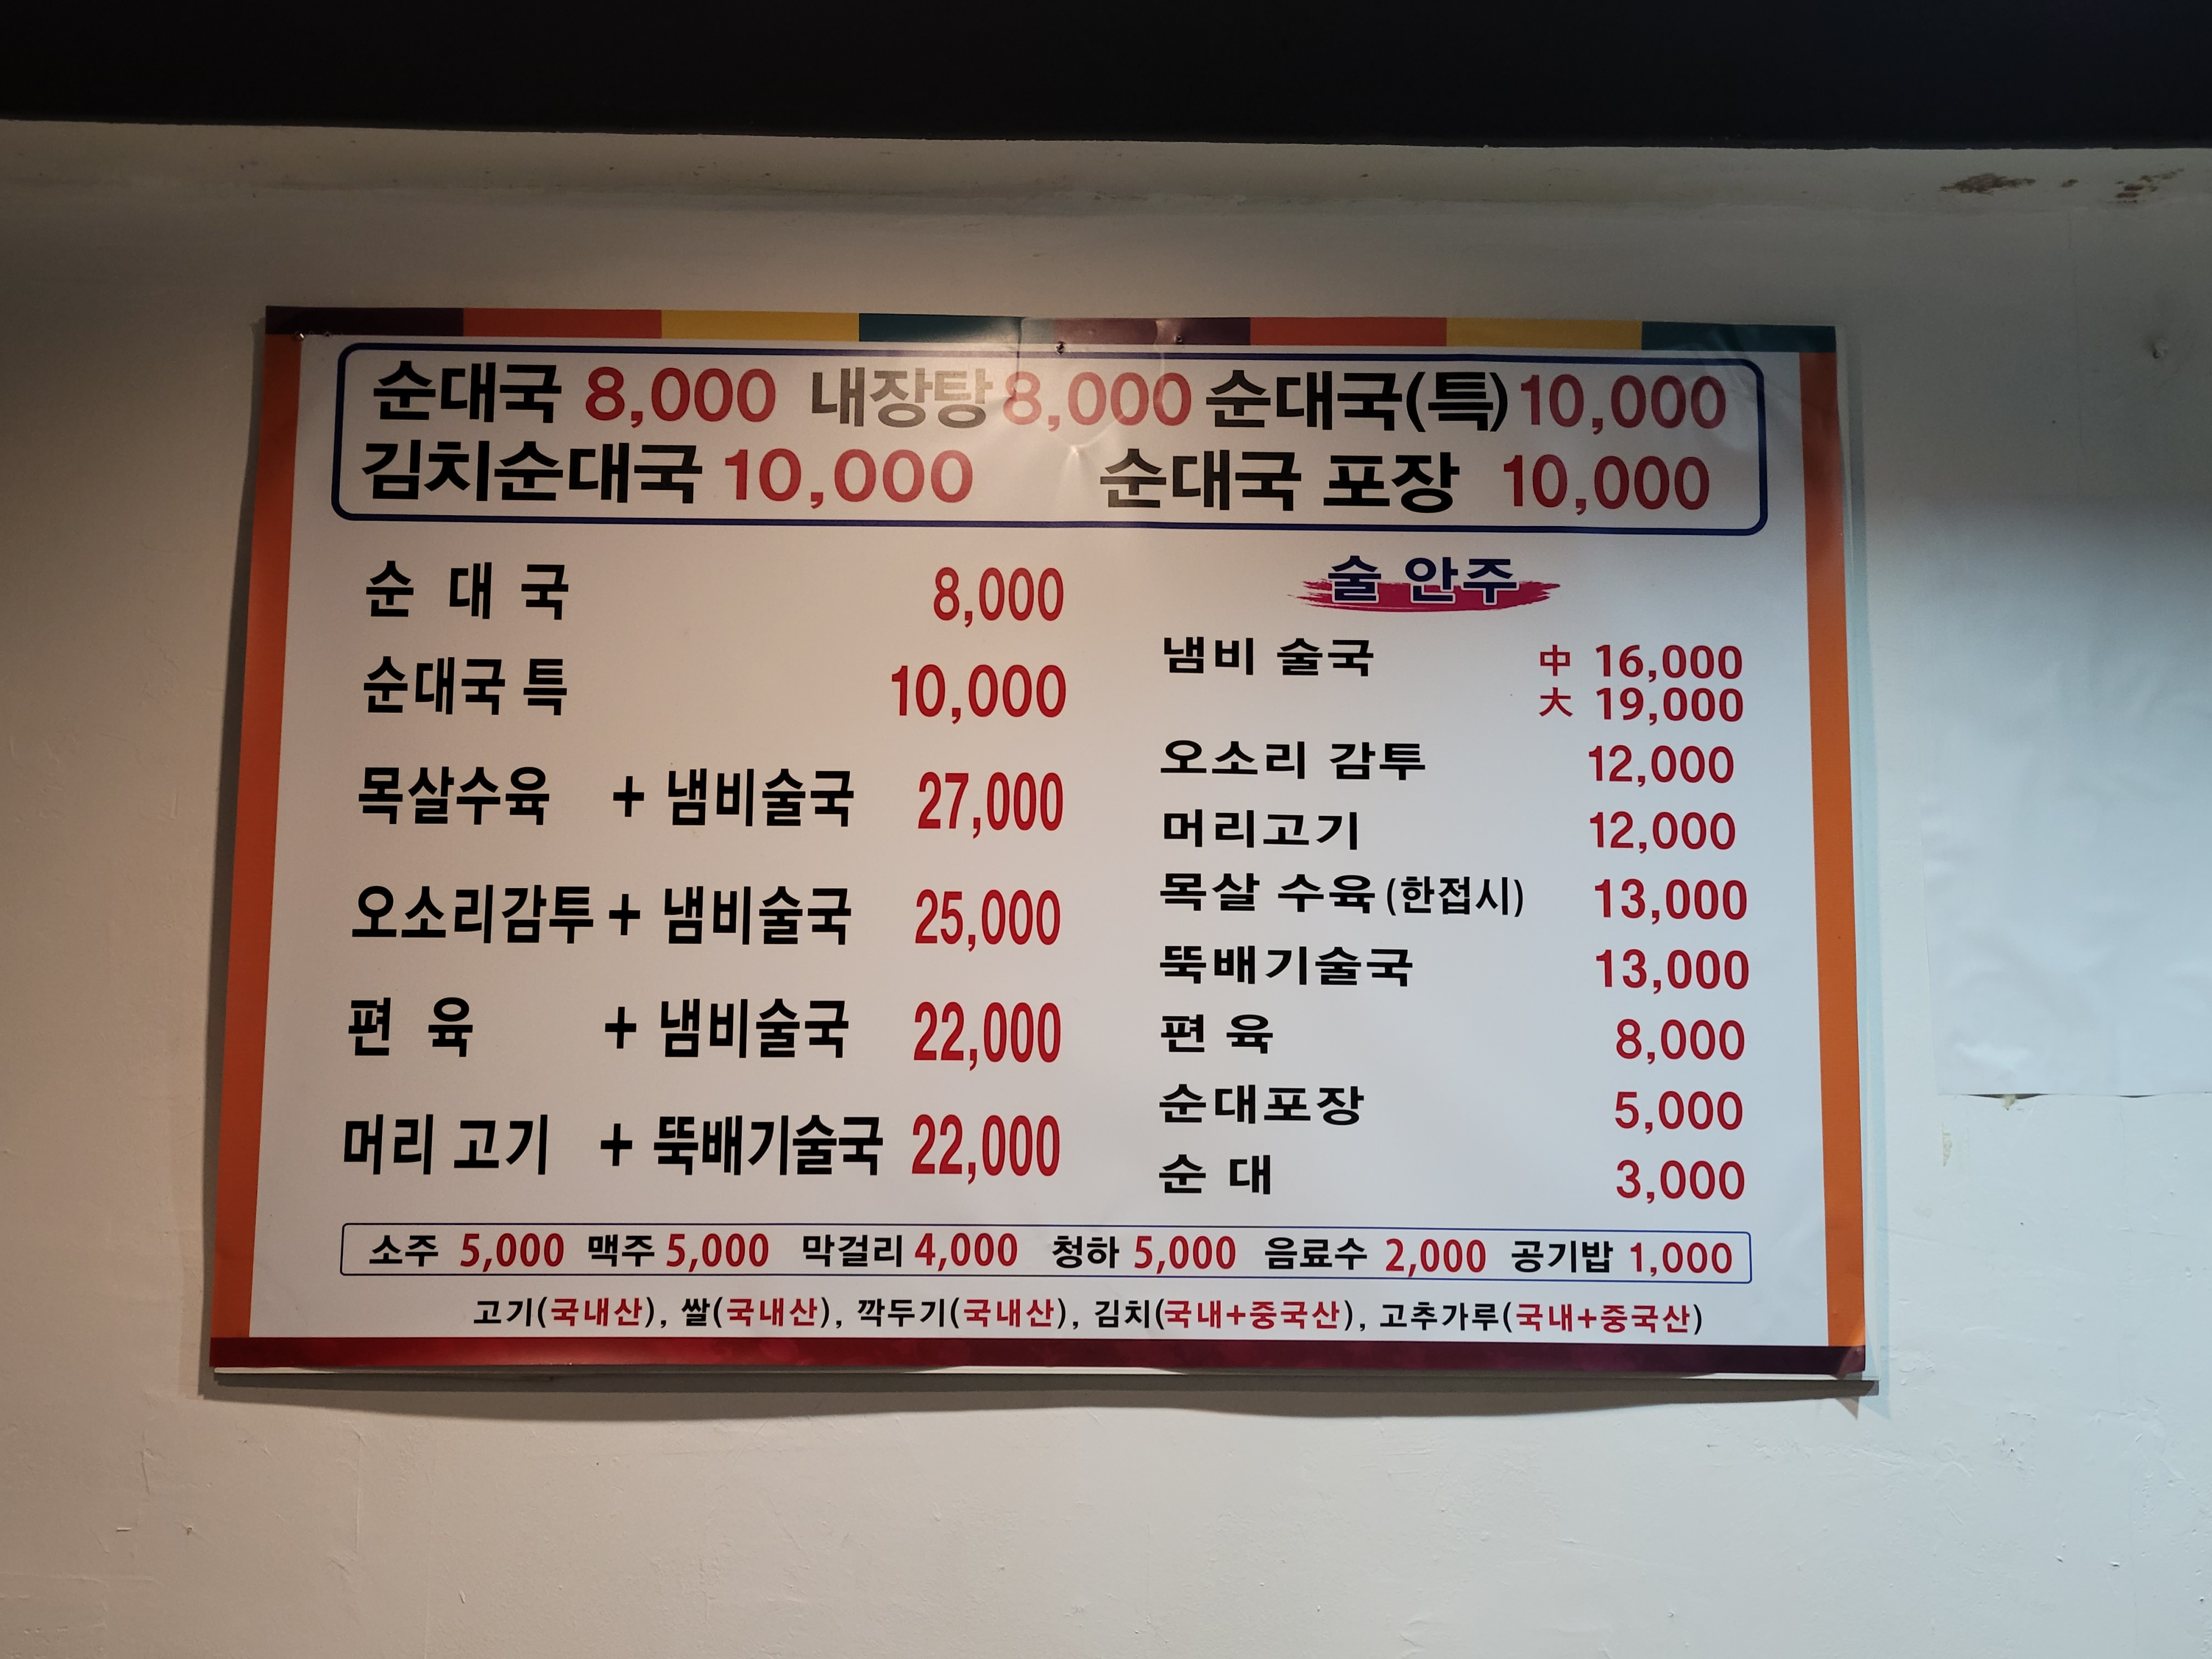 순대국 8,000 내장탕 8,000 순대국(특) 10,000
김치순대국 10,000 순대국 포장 10,000
순 대 국 8,000
순대국 특 10,000
목살수육 + 냄비술국 27,000
오소리감투 + 냄비술국 25,000
편 육 + 냄비술국 22,000
머리 고기 + 뚝배기술국 22,000
술 안주
냄비 술국 中 16,000
大 19,000
오소리 감투 12,000
머리고기 12,000
목살 수육 (한접시) 13,000
뚝배기술국 13,000
편 육 8,000
순대포장 5,000
순 대 3,000
소주 5,000 맥주 5,000 막걸리 4,000 청하 5,000 음료수 2,000 공기밥 1,000
고기(국내산), 쌀(국내산), 깍두기(국내산), 김치(국내+중국산), 고추가루(국내+중국산)